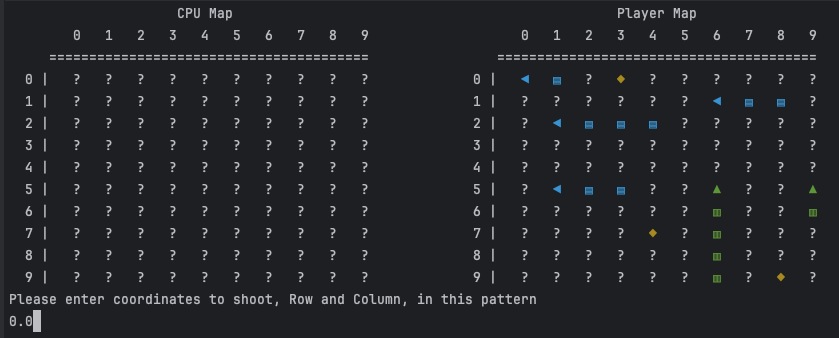 CPU Map Player Map
0 1 2 3 4 5 6 7 8 9 0 1 2 3 4 5 6 7 8 9
======================================== ========================================
0 | ? ? ? ? ? ? ? ? ? ? 0 | ◄ ▤ ? ◆ ? ? ? ? ? ?
1 | ? ? ? ? ? ? ? ? ? ? 1 | ? ? ? ? ? ? ◄ ▤ ▤ ?
2 | ? ? ? ? ? ? ? ? ? ? 2 | ? ◄ ▤ ▤ ▤ ? ? ? ? ?
3 | ? ? ? ? ? ? ? ? ? ? 3 | ? ? ? ? ? ? ? ? ? ?
4 | ? ? ? ? ? ? ? ? ? ? 4 | ? ? ? ? ? ? ? ? ? ?
5 | ? ? ? ? ? ? ? ? ? ? 5 | ? ◄ ▤ ▤ ? ? ▲ ? ? ▲
6 | ? ? ? ? ? ? ? ? ? ? 6 | ? ? ? ? ? ? ▥ ? ? ▥
7 | ? ? ? ? ? ? ? ? ? ? 7 | ? ? ? ? ◆ ? ▥ ? ? ?
8 | ? ? ? ? ? ? ? ? ? ? 8 | ? ? ? ? ? ? ▥ ? ? ?
9 | ? ? ? ? ? ? ? ? ? ? 9 | ? ? ? ? ? ? ▥ ? ◆ ?
Please enter coordinates to shoot, Row and Column, in this pattern
0.0